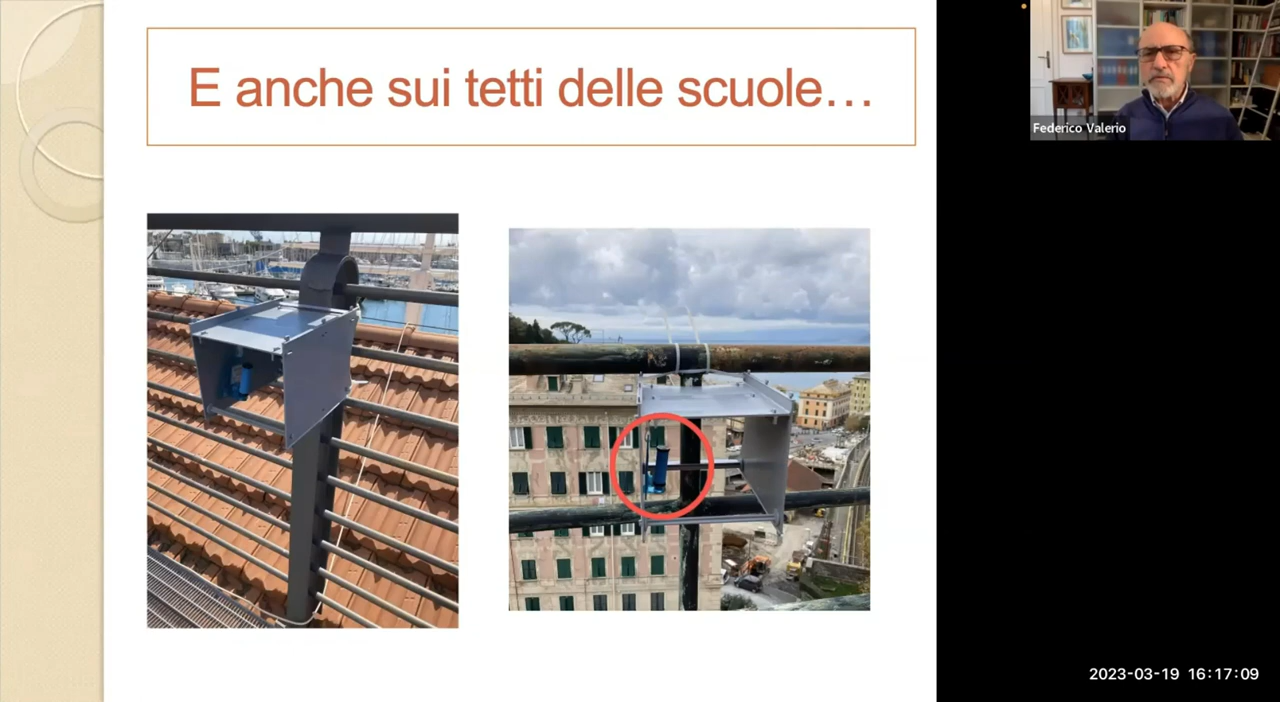 E anche sui tetti delle scuole…
Federico Valerio
2023-03-19 16:17:09